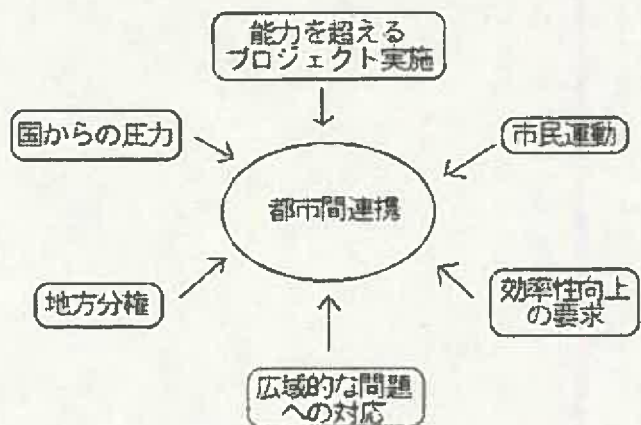 能力を超える
プロジェクト実施
国からの圧力
市民運動
都市間連携
地方分権
効率性向上
の要求
広域的な問題
への対応